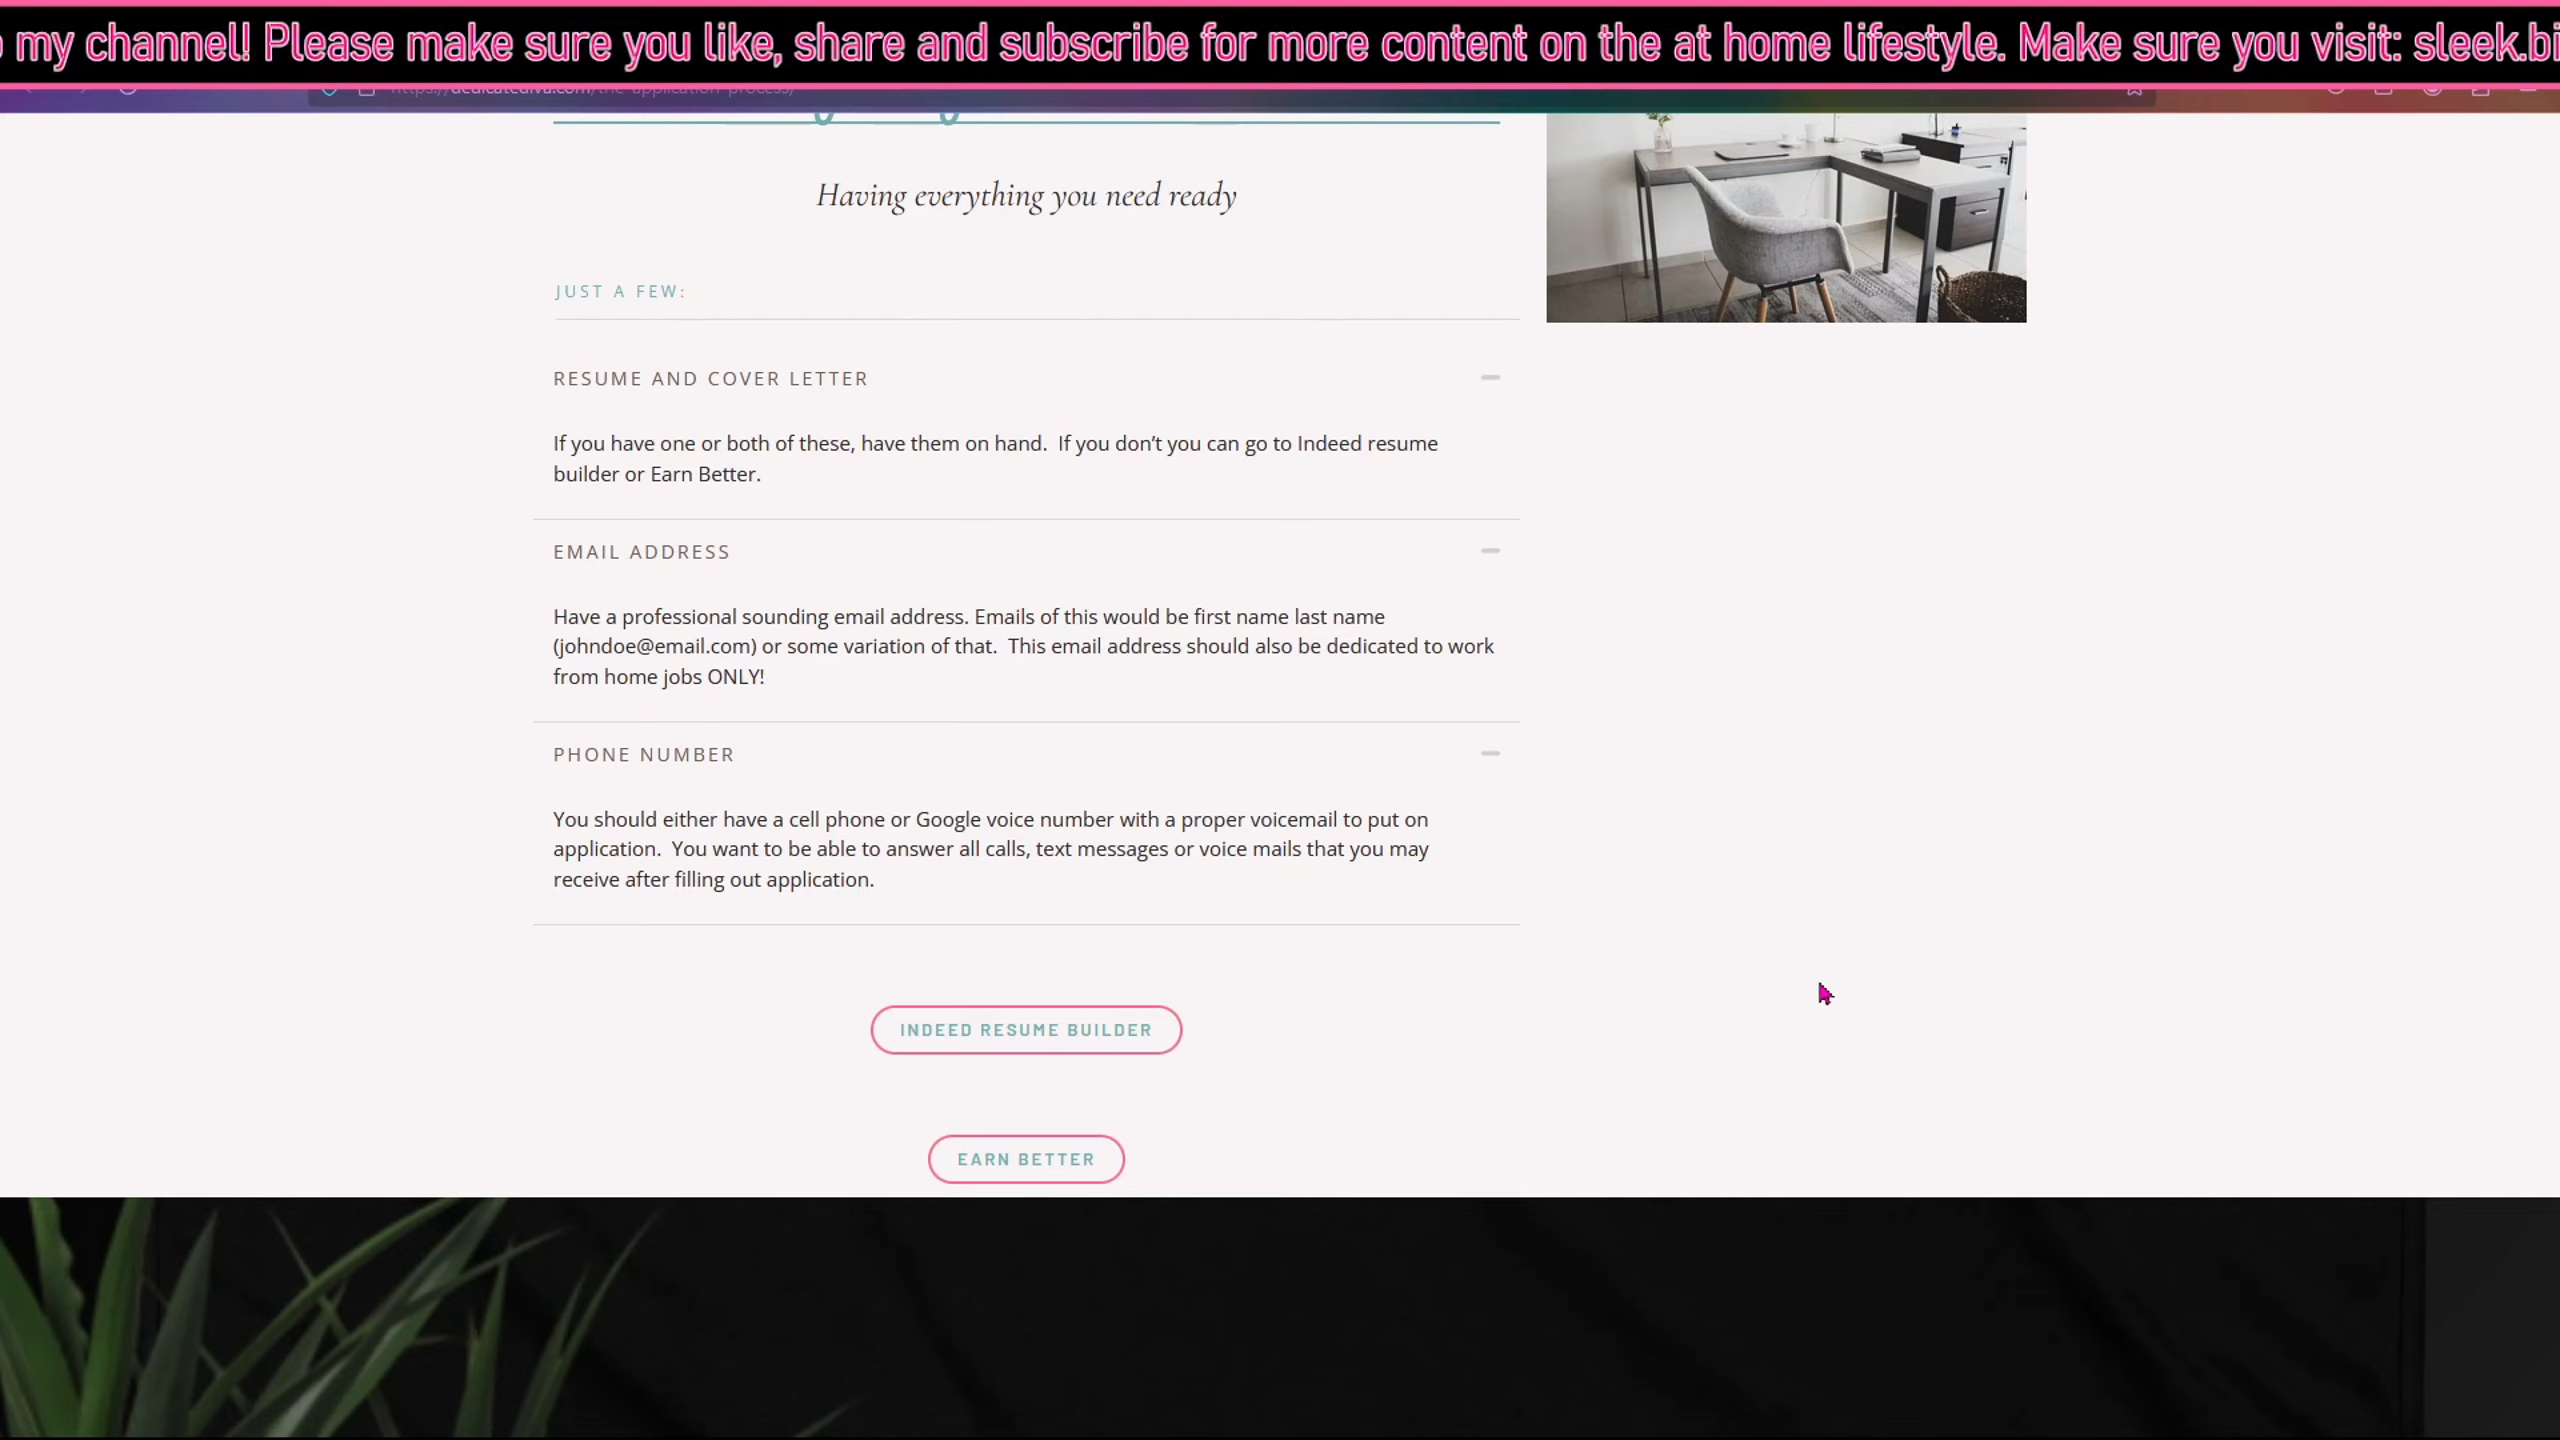 my channel! Please make sure you like, share and subscribe for more content on the at home lifestyle. Make sure you visit: sleek.bi
https://dedicatediva.com/the-application-process/
Having everything you need ready
JUST A FEW:
RESUME AND COVER LETTER
If you have one or both of these, have them on hand.  If you don’t you can go to Indeed resume
builder or Earn Better.
EMAIL ADDRESS
Have a professional sounding email address. Emails of this would be first name last name
(johndoe@email.com) or some variation of that.  This email address should also be dedicated to work
from home jobs ONLY!
PHONE NUMBER
You should either have a cell phone or Google voice number with a proper voicemail to put on
application.  You want to be able to answer all calls, text messages or voice mails that you may
receive after filling out application.
INDEED RESUME BUILDER
EARN BETTER